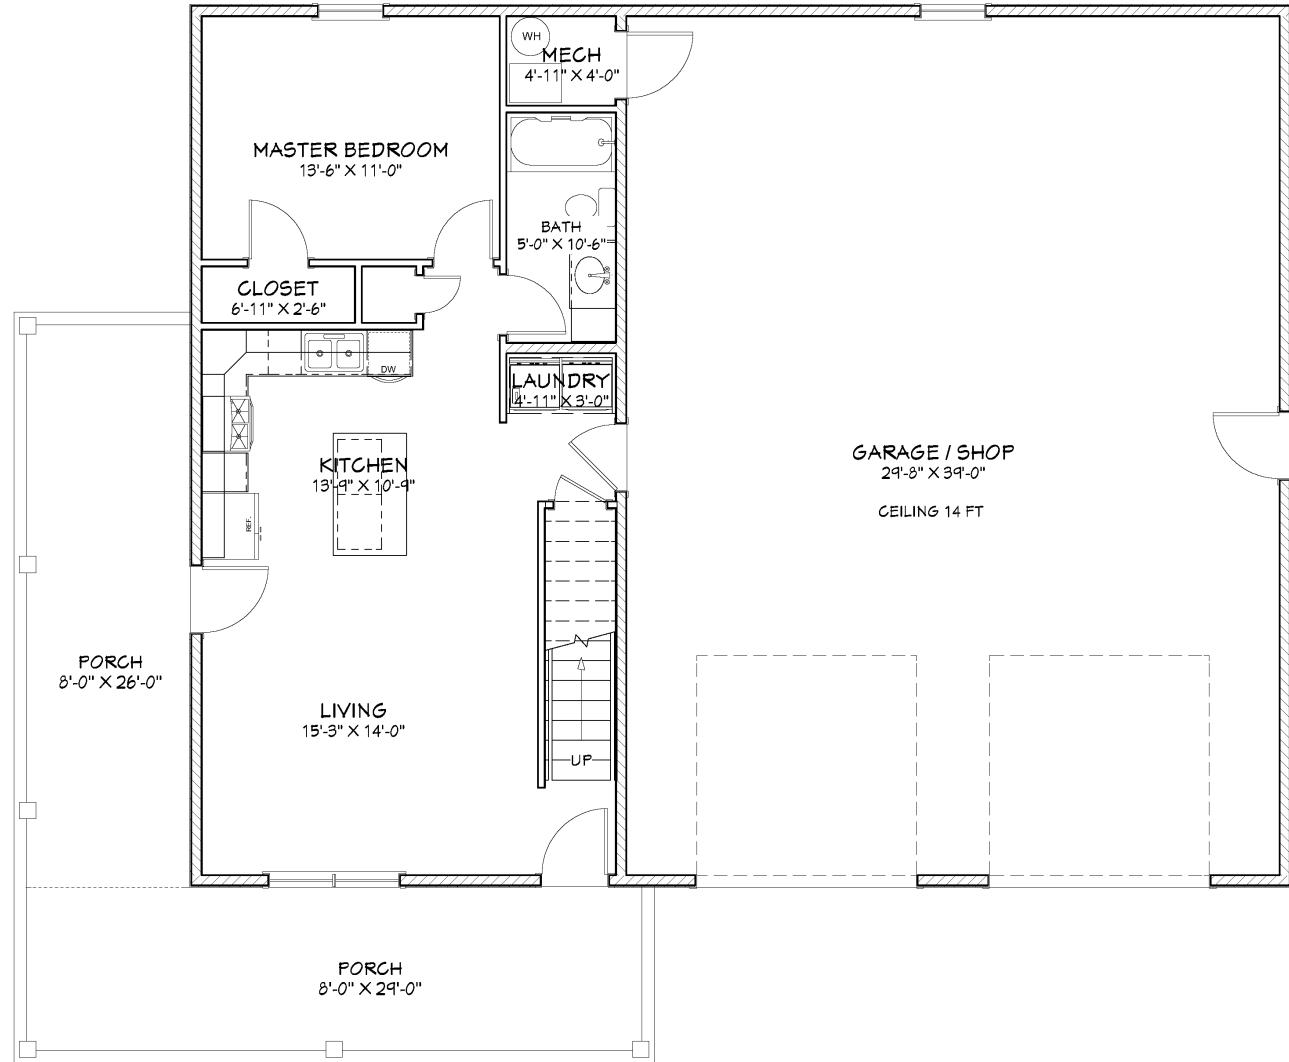 WH
MECH
4'-11" X 4'-0"
MASTER BEDROOM
13'-6" X 11'-0"
BATH
5'-0" X 10'-6"
CLOSET
6'-11" X 2'-6"
DW
LAUNDRY
4'-11" X 3'-0"
KITCHEN
13'-9" X 10'-9"
REF.
GARAGE / SHOP
29'-8" X 39'-0"
CEILING 14 FT
PORCH
8'-0" X 26'-0"
LIVING
15'-3" X 14'-0"
UP
PORCH
8'-0" X 29'-0"